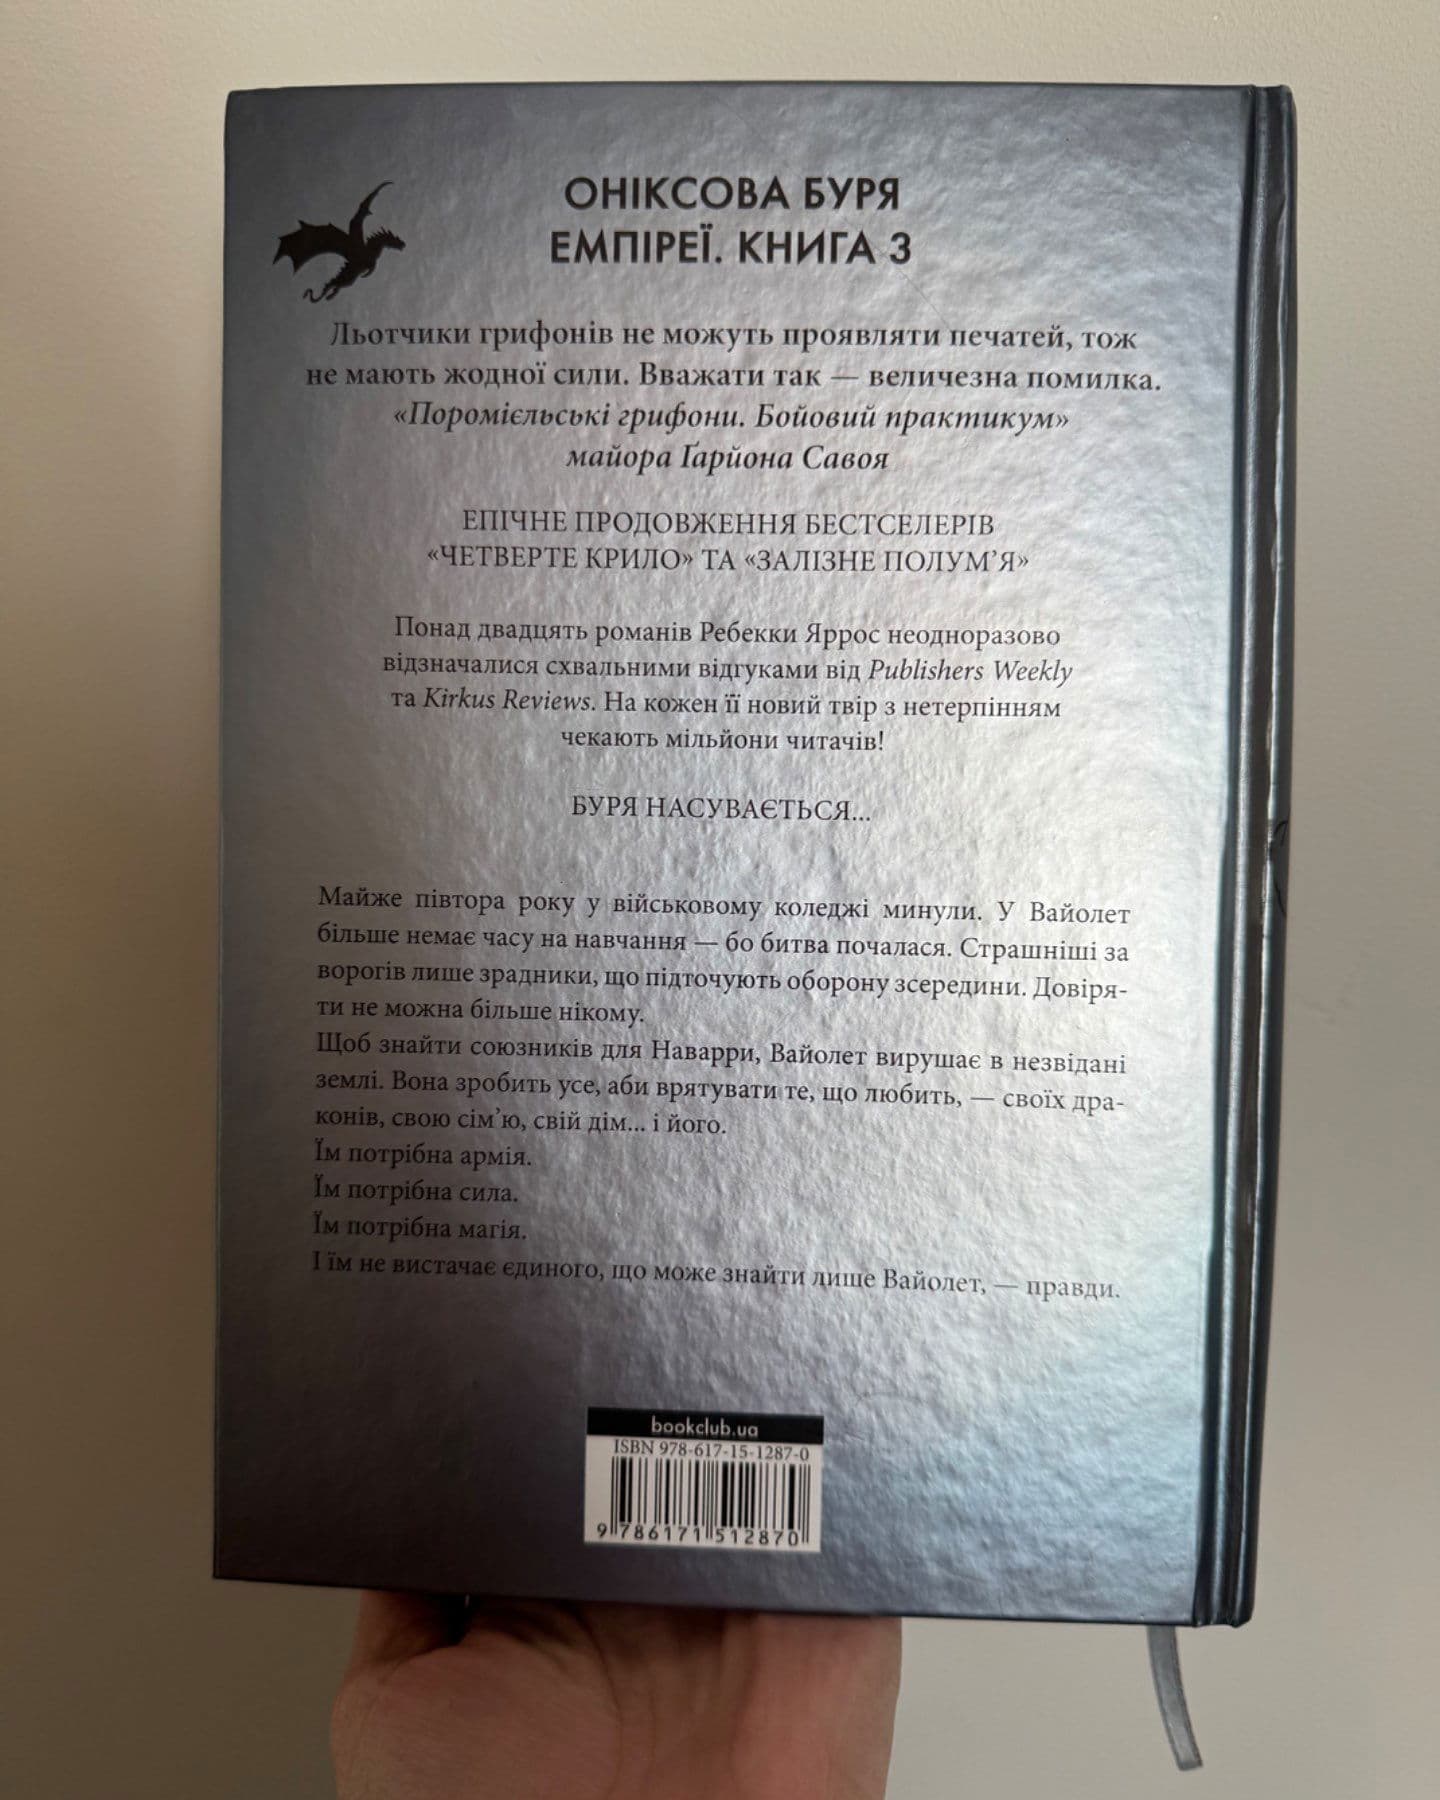 ОНІКСОВА БУРЯ
ЕМПІРЕЇ. КНИГА 3
Льотчики грифонів не можуть проявляти печатей, тож
не мають жодної сили. Вважати так — величезна помилка.
«Поромієльські грифони. Бойовий практикум»
майора Ґарйона Савоя
ЕПІЧНЕ ПРОДОВЖЕННЯ БЕСТСЕЛЕРІВ
«ЧЕТВЕРТЕ КРИЛО» ТА «ЗАЛІЗНЕ ПОЛУМ’Я»
Понад двадцять романів Ребекки Яррос неодноразово
відзначалися схвальними відгуками від Publishers Weekly
та Kirkus Reviews. На кожен її новий твір з нетерпінням
чекають мільйони читачів!
БУРЯ НАСУВАЄТЬСЯ...
Майже півтора року у військовому коледжі минули. У Вайолет
більше немає часу на навчання — бо битва почалася. Страшніші за
ворогів лише зрадники, що підточують оборону зсередини. Довіря-
ти не можна більше нікому.
Щоб знайти союзників для Наварри, Вайолет вирушає в незвідані
землі. Вона зробить усе, аби врятувати те, що любить, — своїх дра-
конів, свою сім’ю, свій дім... і його.
Їм потрібна армія.
Їм потрібна сила.
Їм потрібна магія.
І їм не вистачає єдиного, що може знайти лише Вайолет, — правди.
bookclub.ua
ISBN 978-617-15-1287-0
9 786171 512870